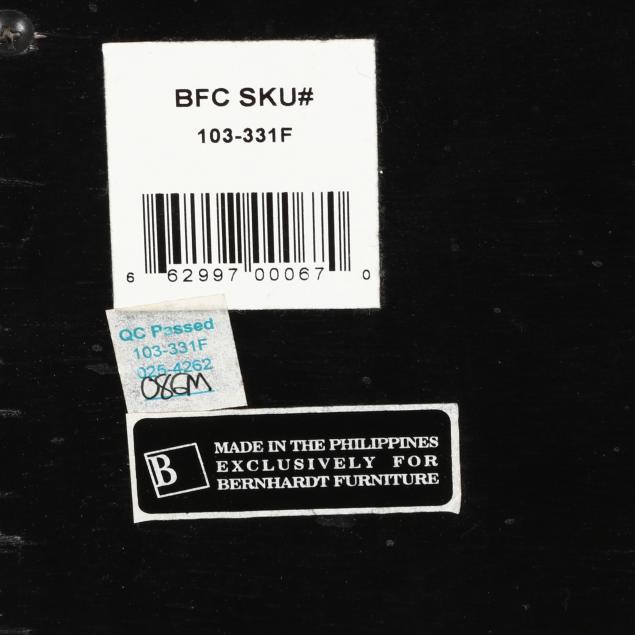 BFC SKU#
103-331F
6 62997 00067 0
QC Passed
103-331F
025-4262
08GM
B
MADE IN THE PHILIPPINES
EXCLUSIVELY FOR
BERNHARDT FURNITURE